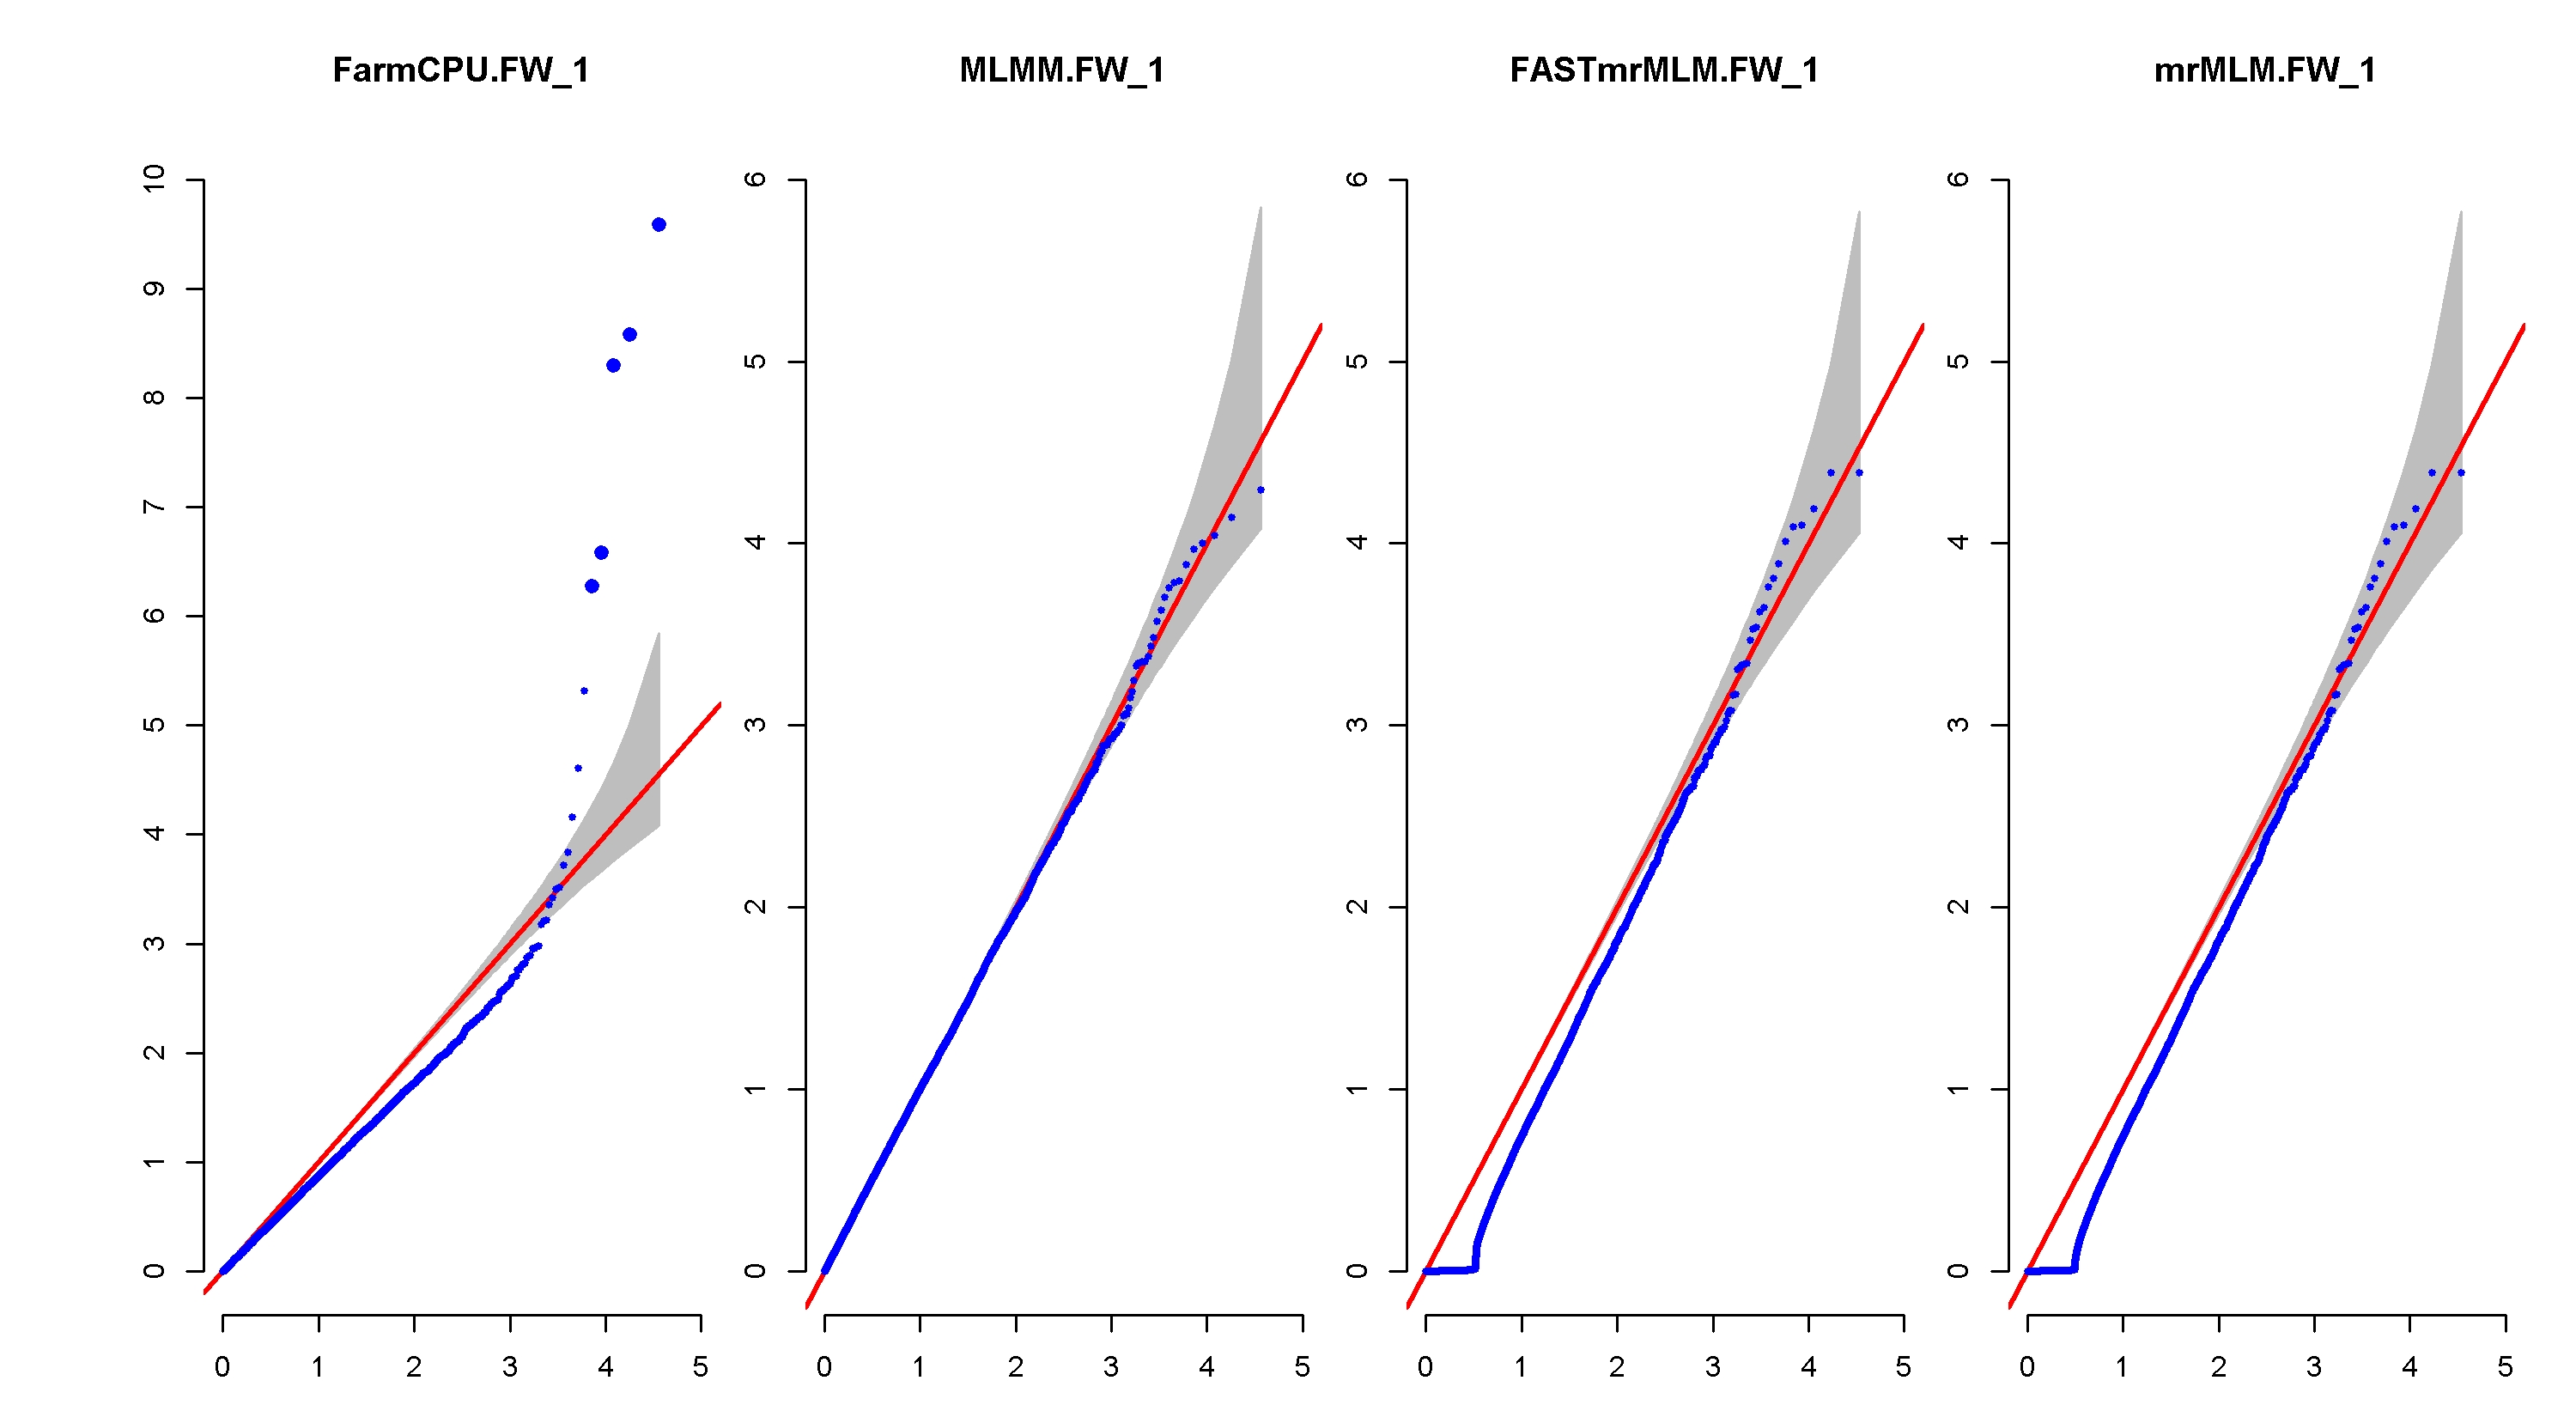 FarmCPU.FW_1 MLMM.FW_1 FASTmrMLM.FW_1 mrMLM.FW_1
10 6 6 6
9
8
7
6
5 5 5 5
4 4 4 4
3 3 3 3
2 2 2 2
1 1 1 1
0 0 0 0
0 1 2 3 4 5 0 1 2 3 4 5 0 1 2 3 4 5 0 1 2 3 4 5